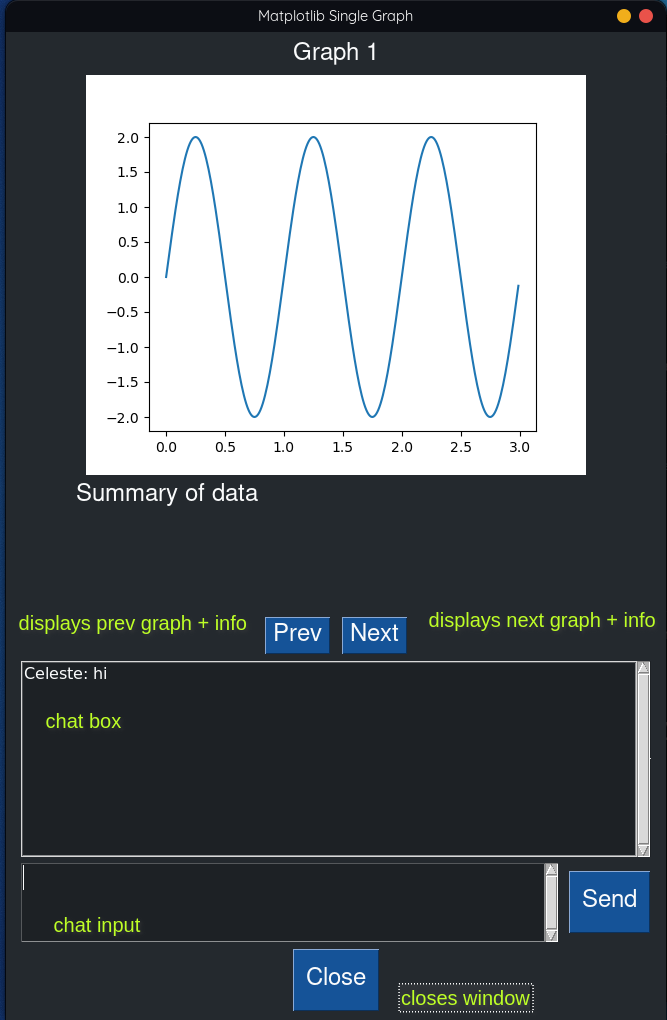 Matplotlib Single Graph
Graph 1
2.0
1.5
1.0
0.5
0.0
−0.5
−1.0
−1.5
−2.0
0.0 0.5 1.0 1.5 2.0 2.5 3.0
Summary of data
displays prev graph + info Prev Next displays next graph + info
Celeste: hi
chat box
chat input
Send
Close
closes window